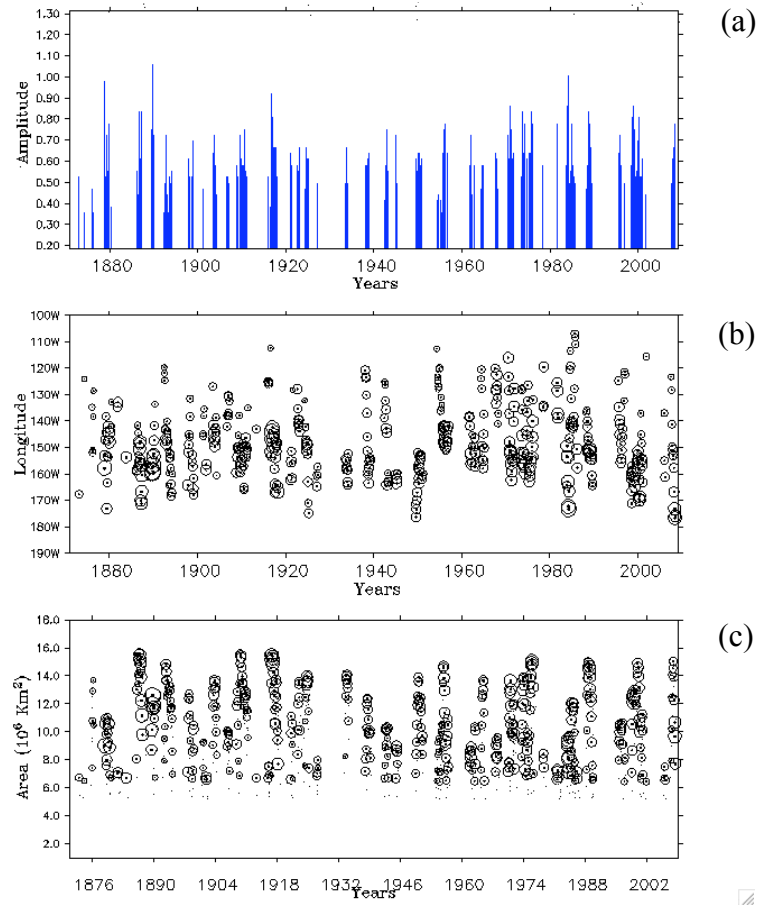 (a)
1.30
1.20
1.10
1.00
0.90
0.80
0.70
0.60
0.50
0.40
0.30
0.20
Amplitude
1880 1900 1920 1940 1960 1980 2000
Years
(b)
100W
110W
120W
130W
140W
150W
160W
170W
180W
190W
Longitude
1880 1900 1920 1940 1960 1980 2000
Years
(c)
18.0
16.0
14.0
12.0
10.0
8.0
6.0
4.0
2.0
Area (10⁶ Km²)
1876 1890 1904 1918 1932 1946 1960 1974 1988 2002
Years